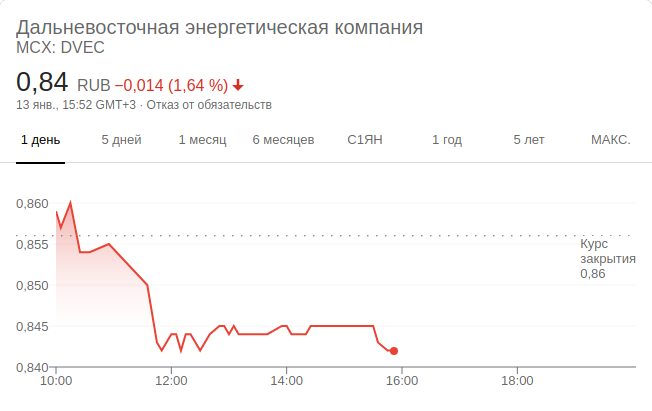 Дальневосточная энергетическая компания
MCX: DVEC
0,84 RUB −0,014 (1,64 %)
13 янв., 15:52 GMT+3 · Отказ от обязательств
1 день 5 дней 1 месяц 6 месяцев С1ЯН 1 год 5 лет МАКС.
0,860
0,855
Курс
закрытия
0,86
0,850
0,845
0,840
10:00 12:00 14:00 16:00 18:00